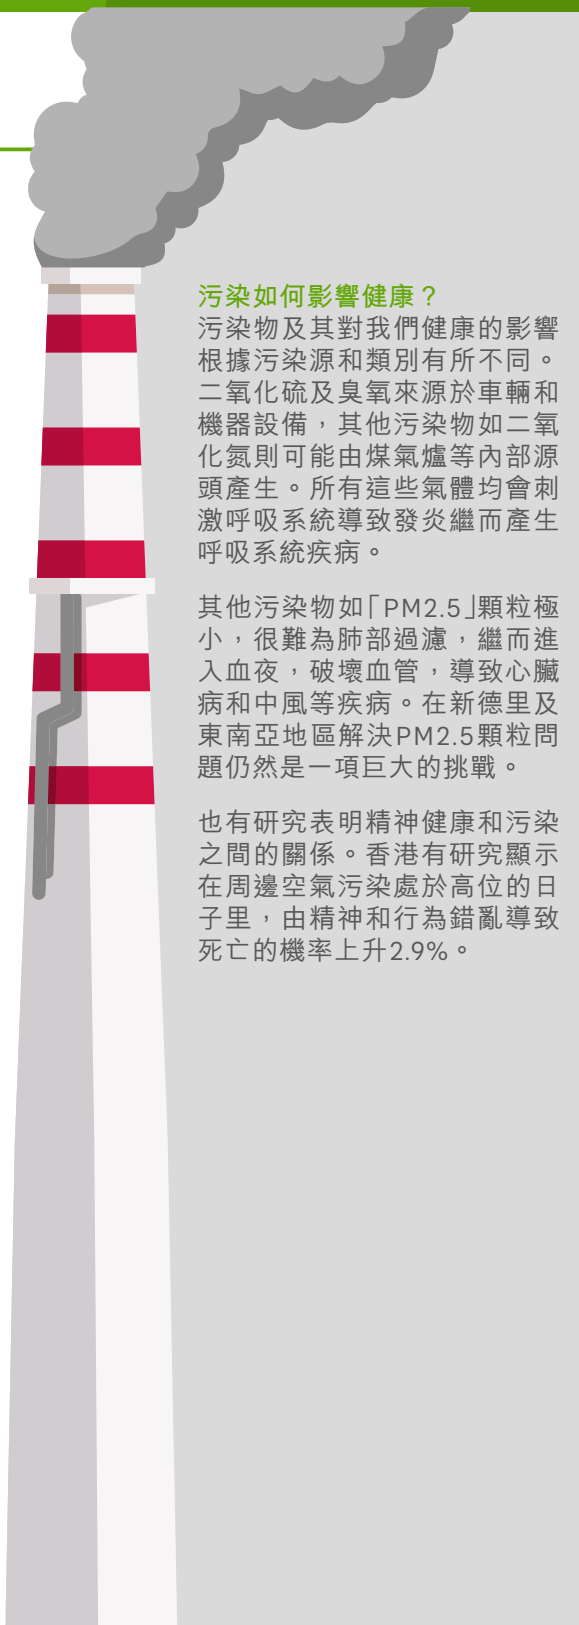 污染如何影響健康？
污染物及其對我們健康的影響
根據污染源和類別有所不同。
二氧化硫及臭氧來源於車輛和
機器設備，其他污染物如二氧
化氮則可能由煤氣爐等內部源
頭產生。所有這些氣體均會刺
激呼吸系統導致發炎繼而產生
呼吸系統疾病。
其他污染物如「PM2.5」顆粒極
小，很難為肺部過濾，繼而進
入血夜，破壞血管，導致心臟
病和中風等疾病。在新德里及
東南亞地區解決PM2.5顆粒問
題仍然是一項巨大的挑戰。
也有研究表明精神健康和污染
之間的關係。香港有研究顯示
在周邊空氣污染處於高位的日
子里，由精神和行為錯亂導致
死亡的機率上升2.9%。